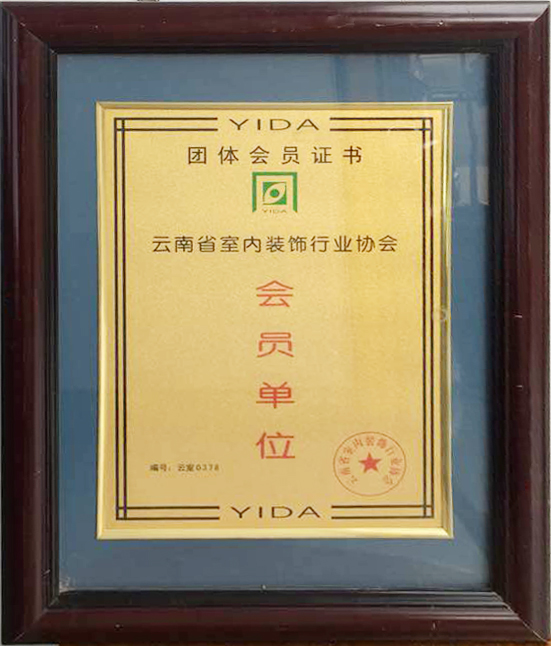 YIDA
团体会员证书
YIDA
云南省室内装饰行业协会
会
员
单
位
编号：云室0378
云南省室内装饰行业协会
YIDA